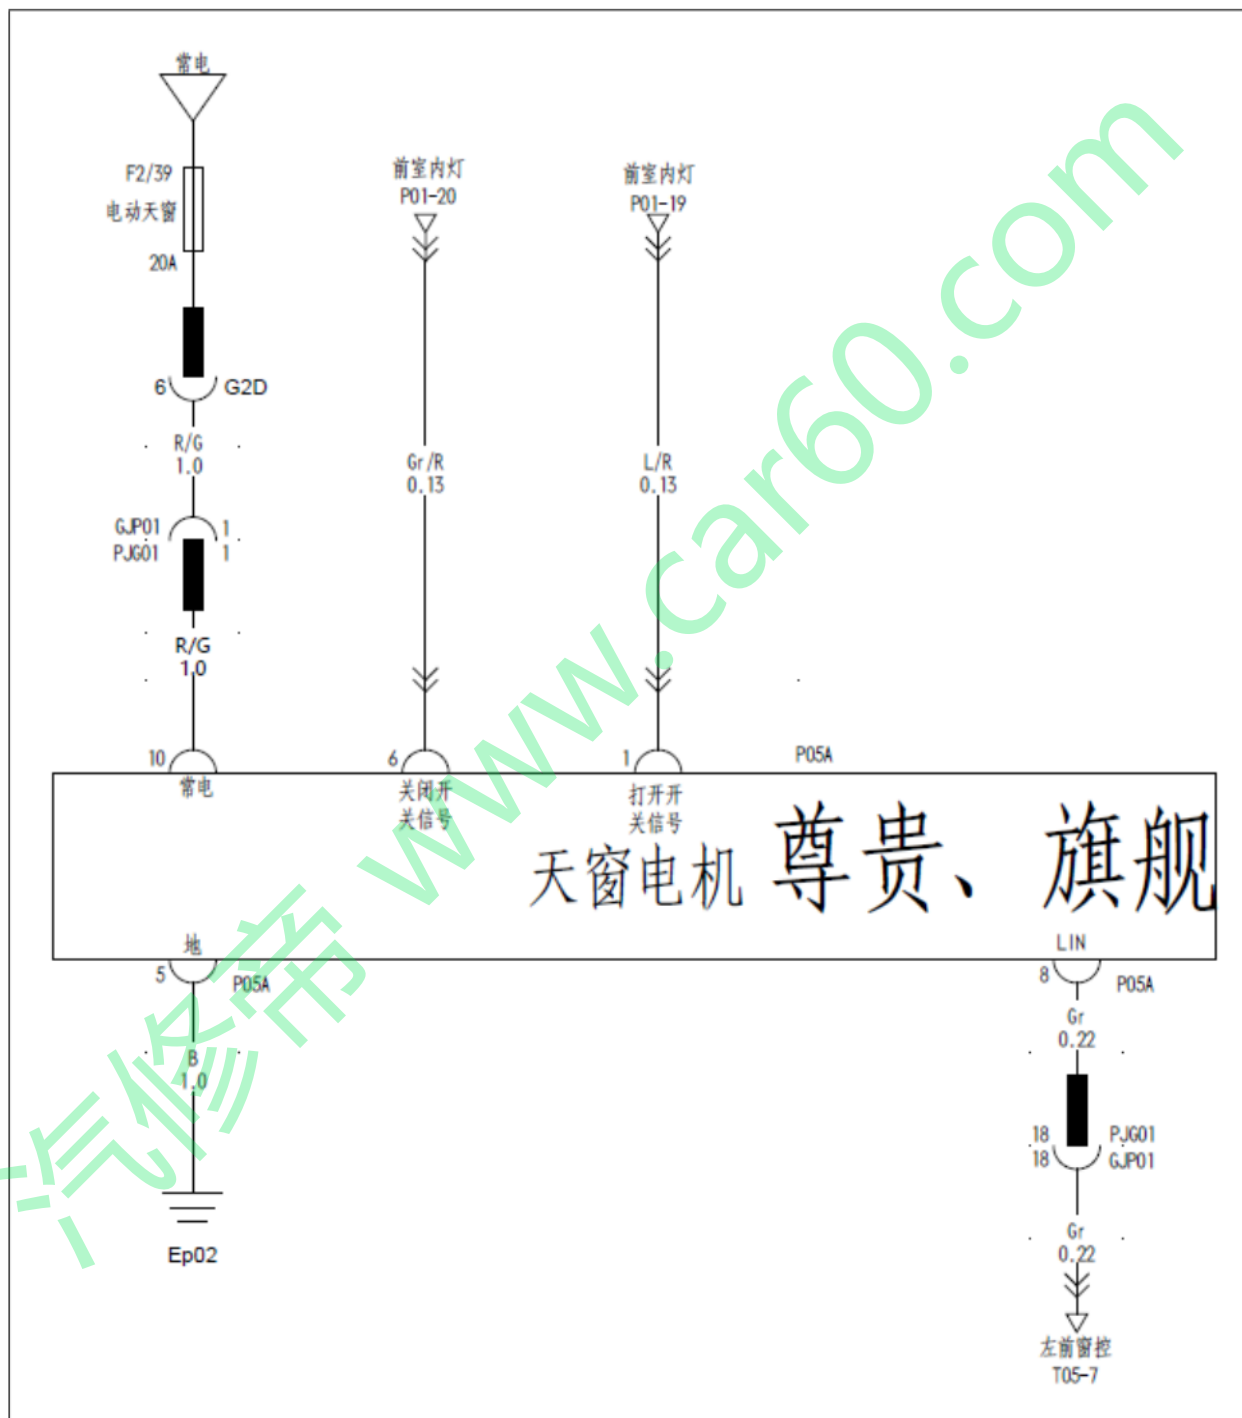 常电
F2/39
电动天窗
20A
6
G2D
R/G
1.0
GJP01
1
PJG01
1
R/G
1.0
10
常电
前室内灯
P01-20
Gr/R
0.13
6
关闭开
关信号
前室内灯
P01-19
L/R
0.13
1
打开开
关信号
P05A
天窗电机 尊贵、旗舰
地
5
P05A
B
1.0
Ep02
LIN
8
P05A
Gr
0.22
18
PJG01
18
GJP01
Gr
0.22
左前窗控
T05-7
汽修帝 www.car60.com